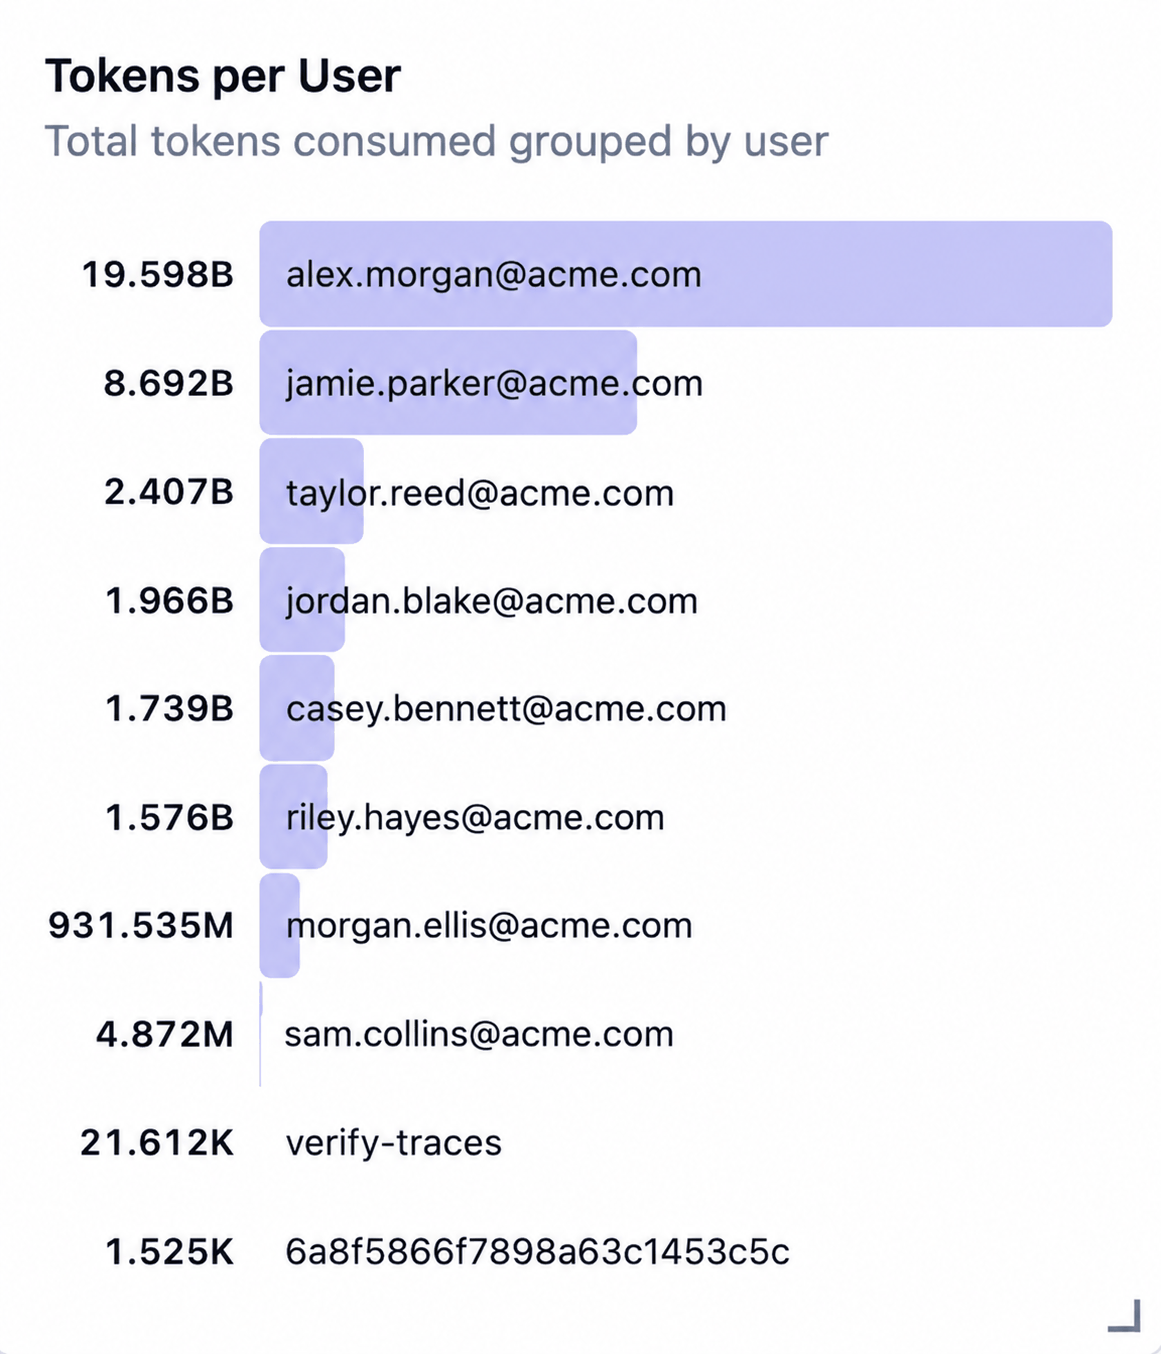 Tokens per User
Total tokens consumed grouped by user
19.598B alex.morgan@acme.com
8.692B jamie.parker@acme.com
2.407B taylor.reed@acme.com
1.966B jordan.blake@acme.com
1.739B casey.bennett@acme.com
1.576B riley.hayes@acme.com
931.535M morgan.ellis@acme.com
4.872M sam.collins@acme.com
21.612K verify-traces
1.525K 6a8f5866f7898a63c1453c5c